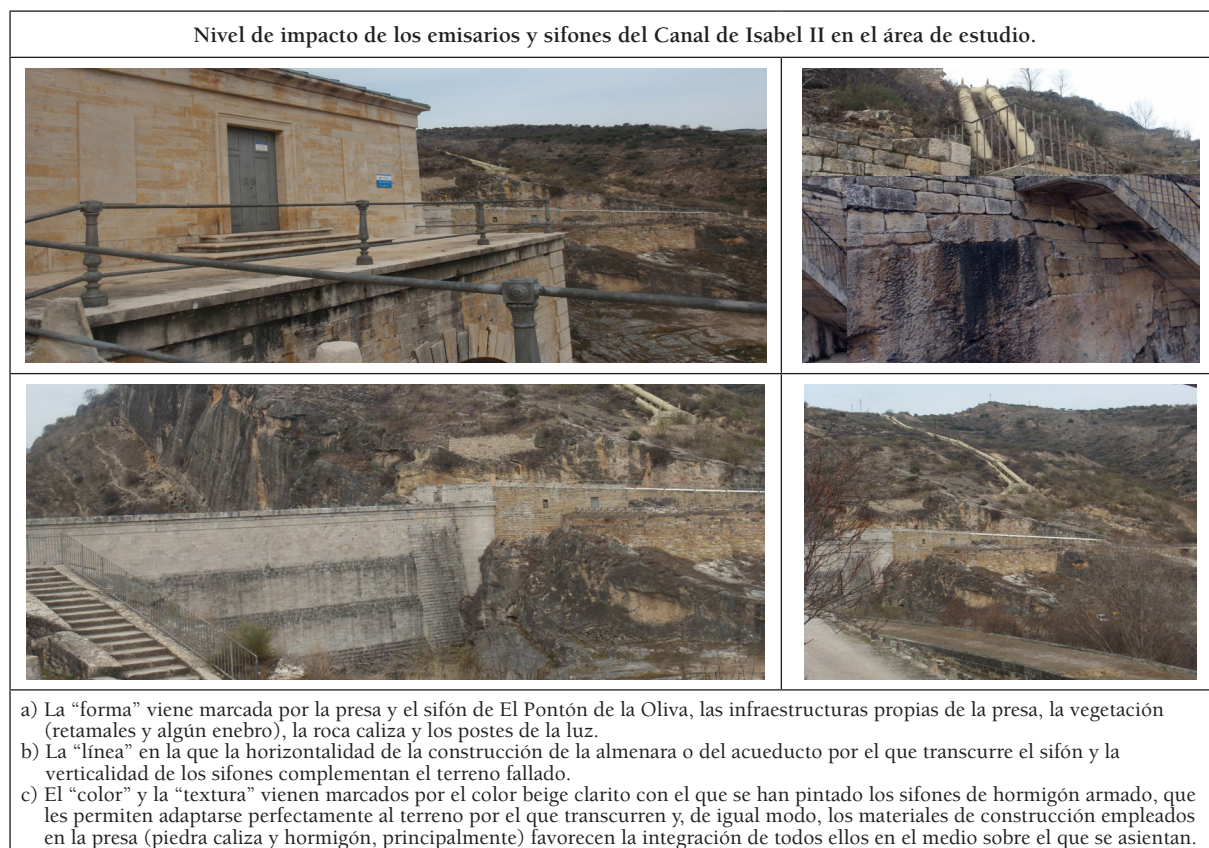 Nivel de impacto de los emisarios y sifones del Canal de Isabel II en el área de estudio.
a) La “forma” viene marcada por la presa y el sifón de El Pontón de la Oliva, las infraestructuras propias de la presa, la vegetación
(retamales y algún enebro), la roca caliza y los postes de la luz.
b) La “línea” en la que la horizontalidad de la construcción de la almenara o del acueducto por el que transcurre el sifón y la
verticalidad de los sifones complementan el terreno fallado.
c) El “color” y la “textura” vienen marcados por el color beige clarito con el que se han pintado los sifones de hormigón armado, que
les permiten adaptarse perfectamente al terreno por el que transcurren y, de igual modo, los materiales de construcción empleados
en la presa (piedra caliza y hormigón, principalmente) favorecen la integración de todos ellos en el medio sobre el que se asientan.